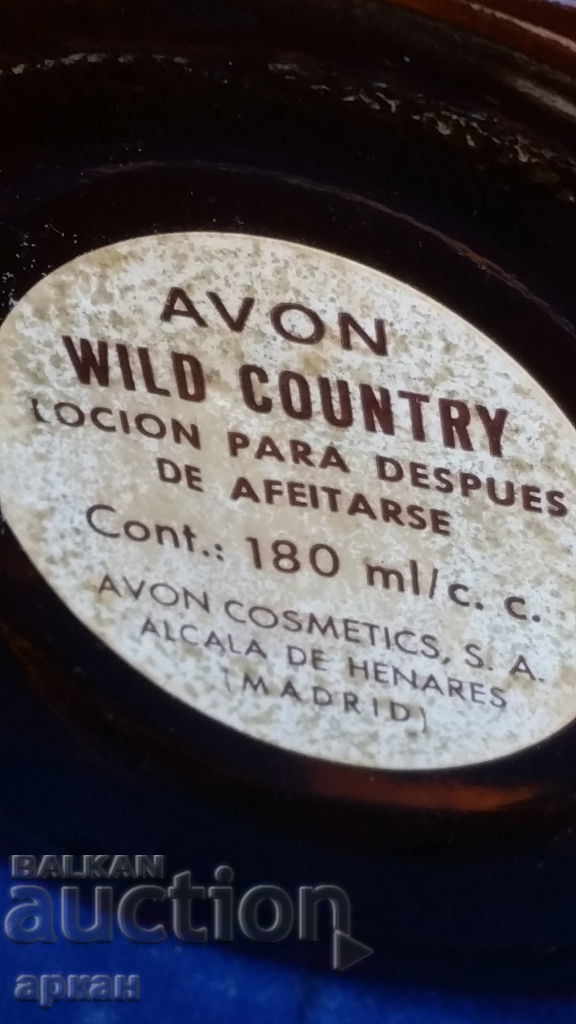 AVON
WILD COUNTRY
LOCION PARA DESPUES
DE AFEITARSE
Cont.: 180 ml/c. c.
AVON COSMETICS, S. A.
ALCALA DE HENARES
(MADRID)
BALKAN
auction
аркан